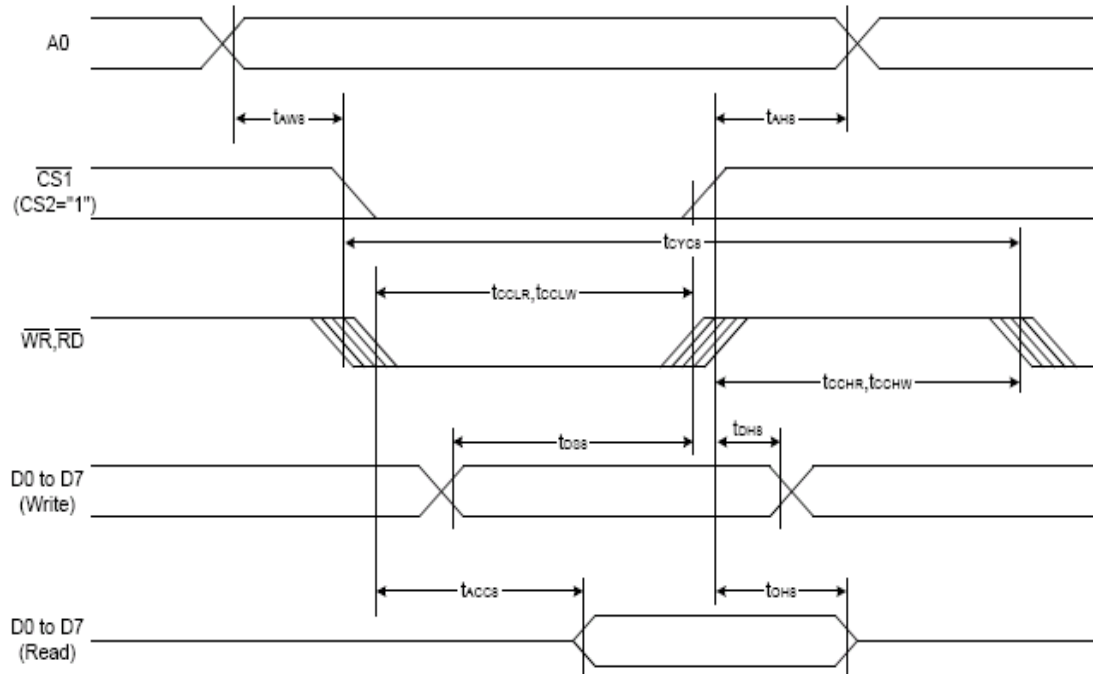 A0
tAW8
tAH8
CS1
(CS2="1")
tCYC8
tCCLR,tCCLW
WR,RD
tCCHR,tCCHW
tDS8
tDH8
D0 to D7
(Write)
tACC8
tOH8
D0 to D7
(Read)